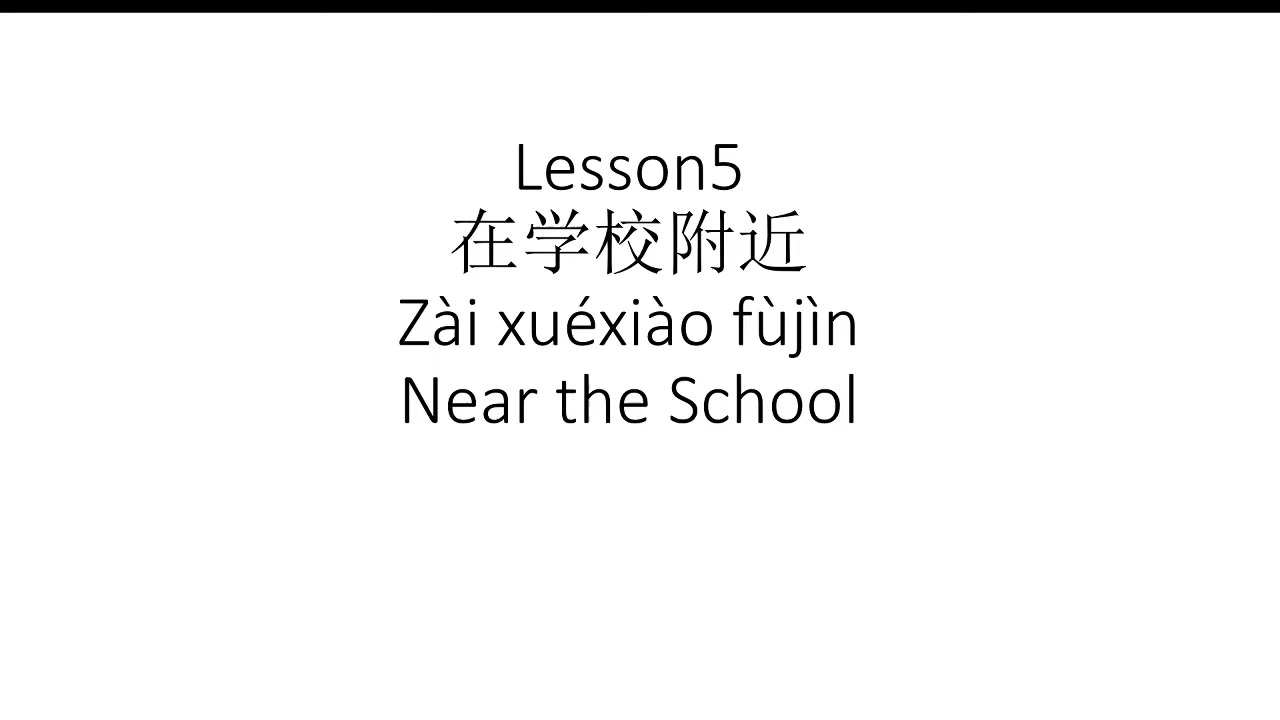 Lesson5
在学校附近
Zài xuéxiào fùjìn
Near the School